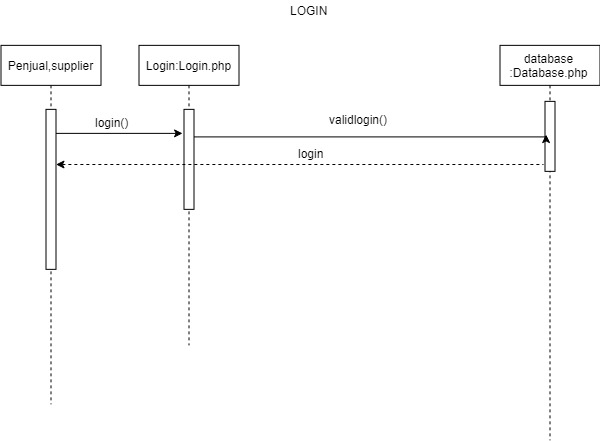 LOGIN
Penjual,supplier
Login:Login.php
database
:Database.php
login()
validlogin()
login